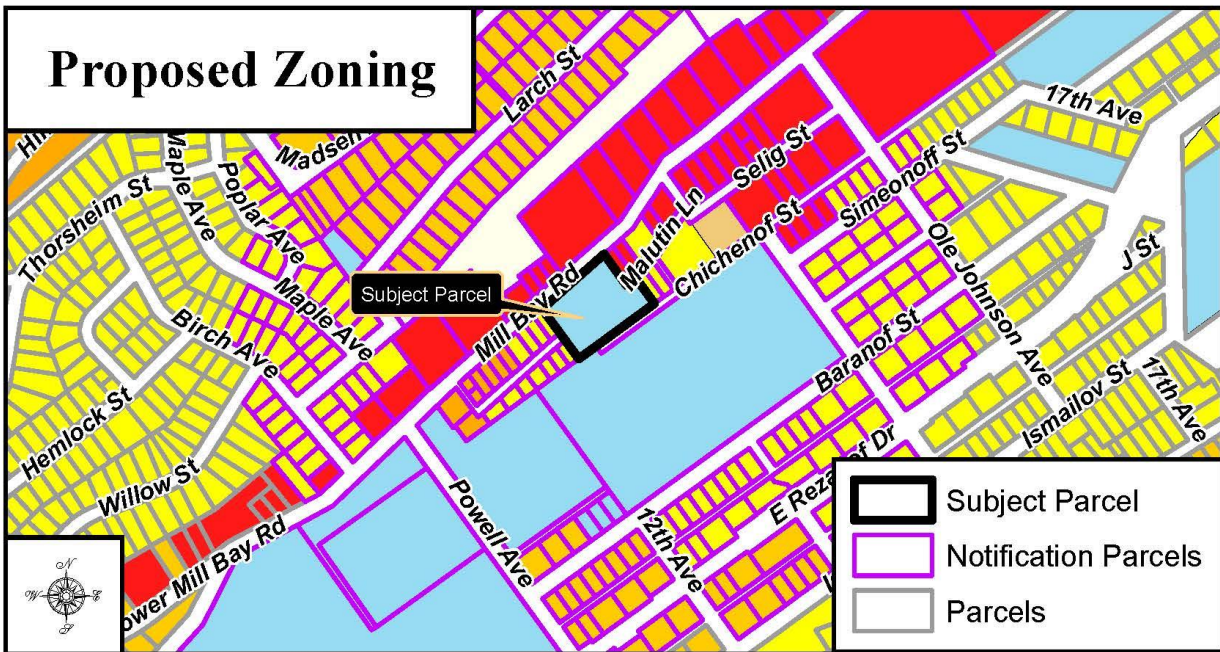 Proposed Zoning
Larch St
17th Ave
Madsen
Maple Ave
Poplar Ave
Thorsheim St
Selig St
Simeonoff St
Malutin Ln
Chichenof St
J St
Subject Parcel
Mill Bay Rd
Ole Johnson Ave
Maple Ave
Birch Ave
Baranof St
17th Ave
Hemlock St
Ismailov St
Willow St
E Rezanof Dr
Powell Ave
12th Ave
ower Mill Bay Rd
N
W
E
S
Subject Parcel
Notification Parcels
Parcels